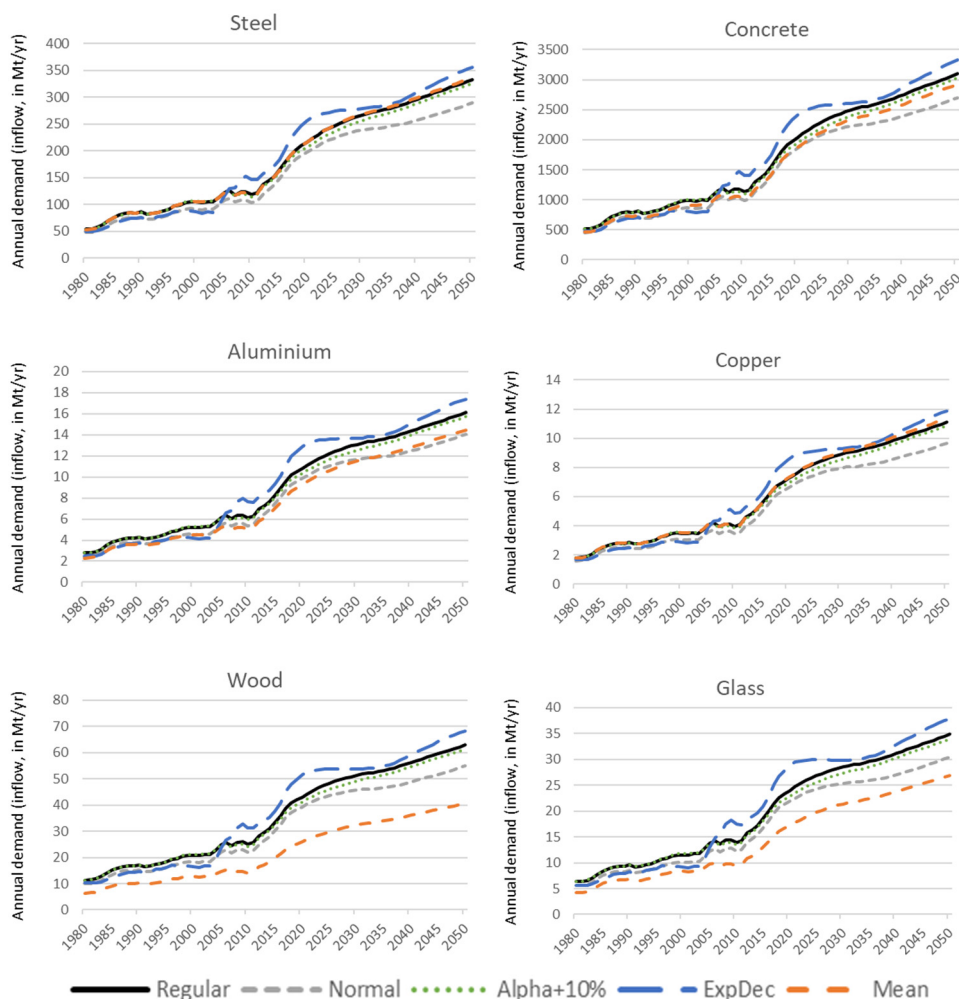 Steel
Annual demand (inflow, in Mt/yr)
400
350
300
250
200
150
100
50
0
1980 1985 1990 1995 2000 2005 2010 2015 2020 2025 2030 2035 2040 2045 2050
Concrete
Annual demand (inflow, in Mt/yr)
3500
3000
2500
2000
1500
1000
500
0
1980 1985 1990 1995 2000 2005 2010 2015 2020 2025 2030 2035 2040 2045 2050
Aluminium
Annual demand (inflow, in Mt/yr)
20
18
16
14
12
10
8
6
4
2
0
1980 1985 1990 1995 2000 2005 2010 2015 2020 2025 2030 2035 2040 2045 2050
Copper
Annual demand (inflow, in Mt/yr)
14
12
10
8
6
4
2
0
1980 1985 1990 1995 2000 2005 2010 2015 2020 2025 2030 2035 2040 2045 2050
Wood
Annual demand (inflow, in Mt/yr)
80
70
60
50
40
30
20
10
0
1980 1985 1990 1995 2000 2005 2010 2015 2020 2025 2030 2035 2040 2045 2050
Glass
Annual demand (inflow, in Mt/yr)
40
35
30
25
20
15
10
5
0
1980 1985 1990 1995 2000 2005 2010 2015 2020 2025 2030 2035 2040 2045 2050
Regular Normal Alpha+10% ExpDec Mean